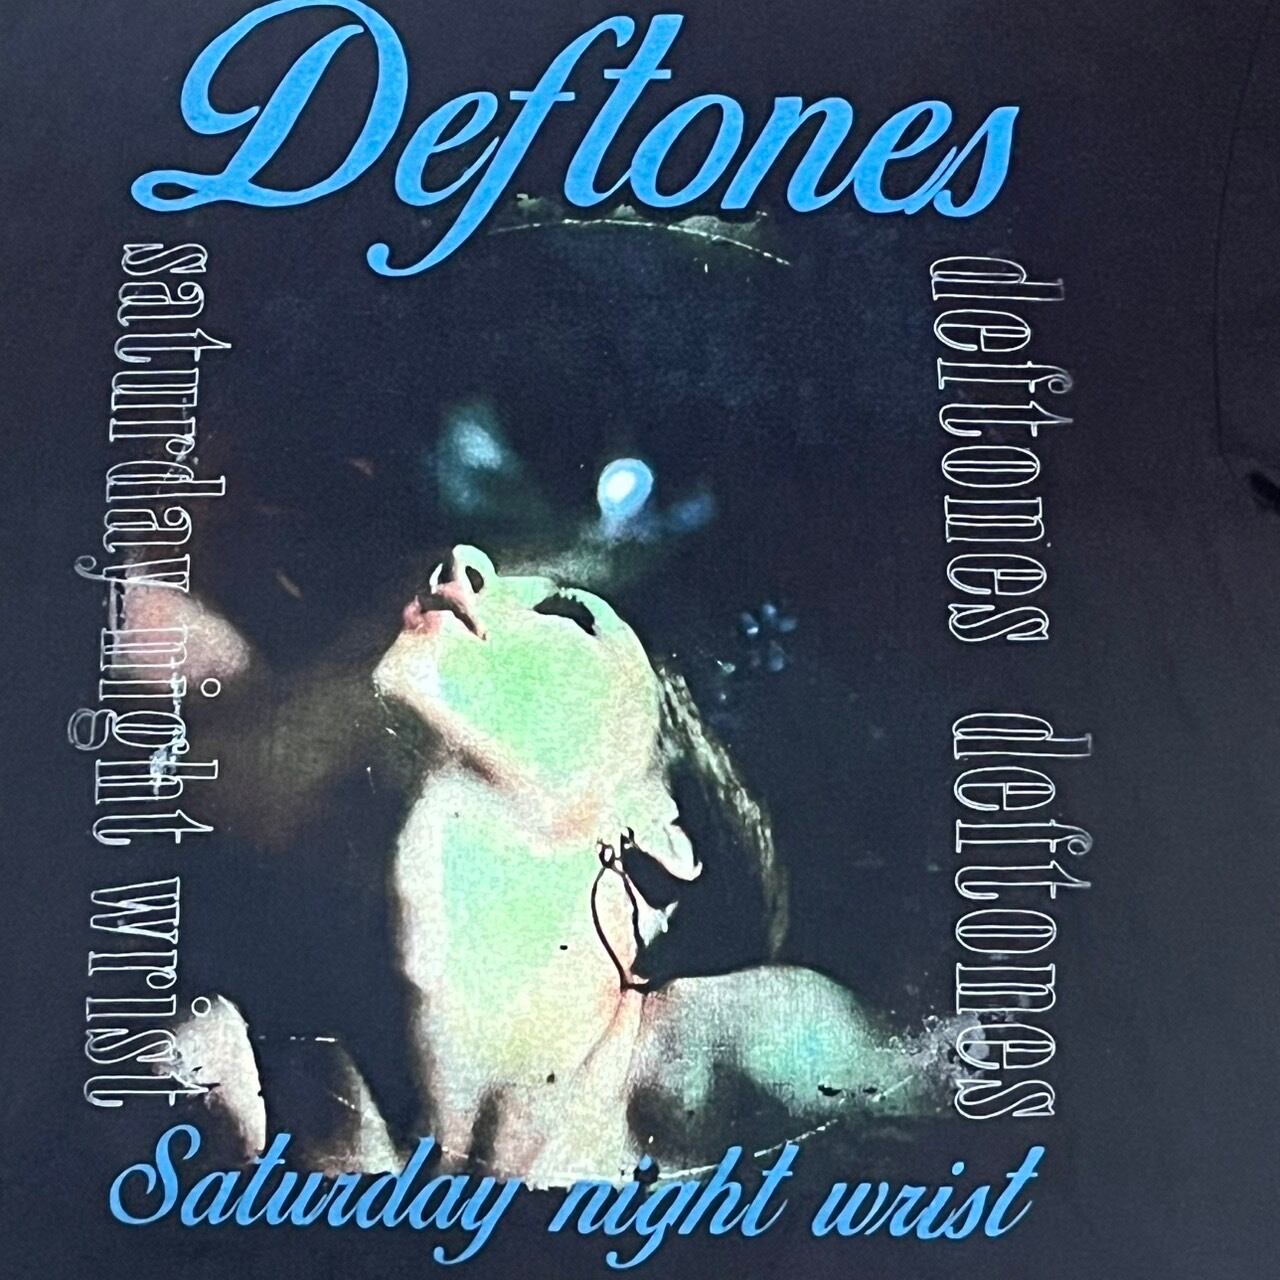 Deftones
saturday night wrist
deftones deftones
Saturday night wrist